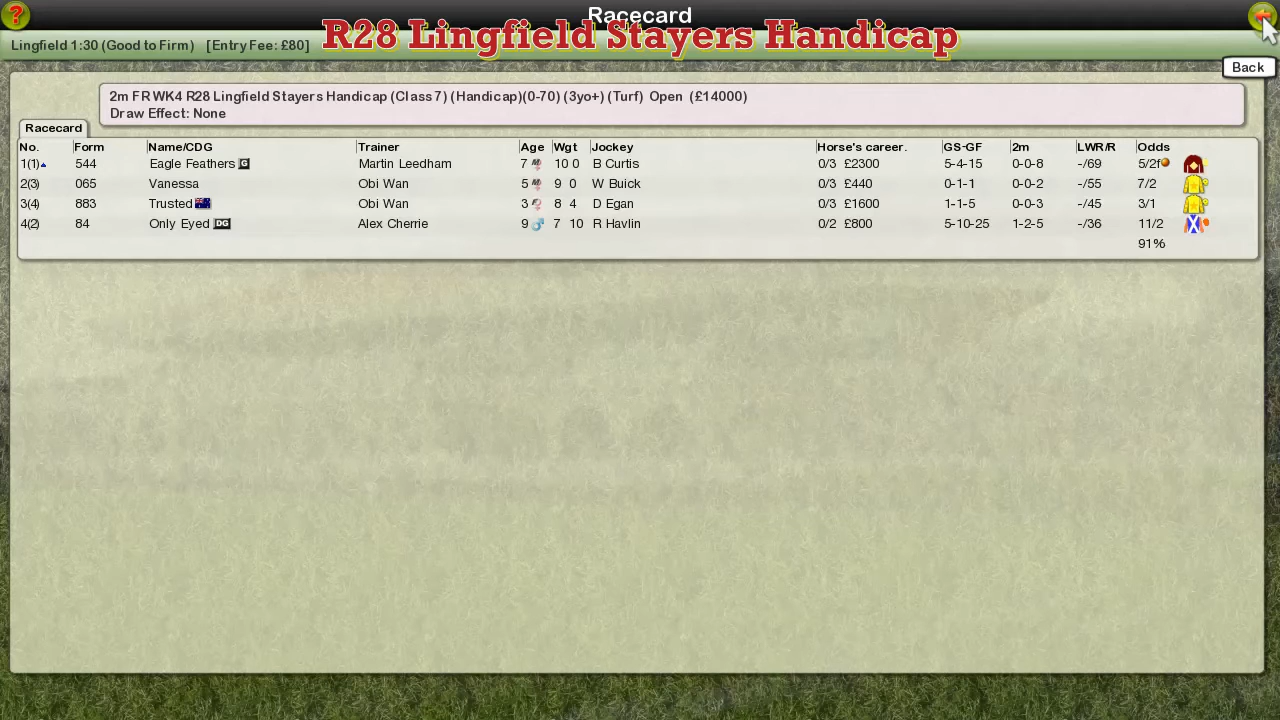 Racecard
R28 Lingfield Stayers Handicap
Lingfield 1:30 (Good to Firm) [Entry Fee: £80]
Back
2m FR WK4 R28 Lingfield Stayers Handicap (Class 7) (Handicap)(0-70) (3yo+) (Turf) Open (£14000)
Draw Effect: None
Racecard
No. Form Name/CDG Trainer Age Wgt Jockey Horse's career. GS-GF 2m LWR/R Odds
1(1) 544 Eagle Feathers G Martin Leedham 7 10 0 B Curtis 0/3 £2300 5-4-15 0-0-8 -/69 5/2f
2(3) 065 Vanessa Obi Wan 5 9 0 W Buick 0/3 £440 0-1-1 0-0-2 -/55 7/2
3(4) 883 Trusted Obi Wan 3 8 4 D Egan 0/3 £1600 1-1-5 0-0-3 -/45 3/1
4(2) 84 Only Eyed DG Alex Cherrie 9 7 10 R Havlin 0/2 £800 5-10-25 1-2-5 -/36 11/2
91%